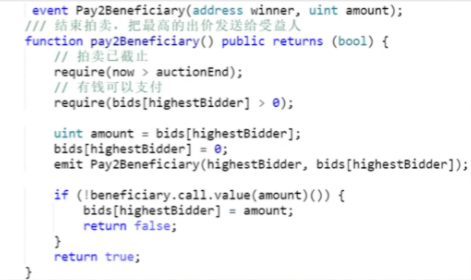 event Pay2Beneficiary(address winner, uint amount);
/// 结束拍卖，把最高的出价发送给受益人
function pay2Beneficiary() public returns (bool) {
// 拍卖已截止
require(now > auctionEnd);
// 有钱可以支付
require(bids[highestBidder] > 0);
uint amount = bids[highestBidder];
bids[highestBidder] = 0;
emit Pay2Beneficiary(highestBidder, bids[highestBidder]);
if (!beneficiary.call.value(amount)()) {
bids[highestBidder] = amount;
return false;
}
return true;
}